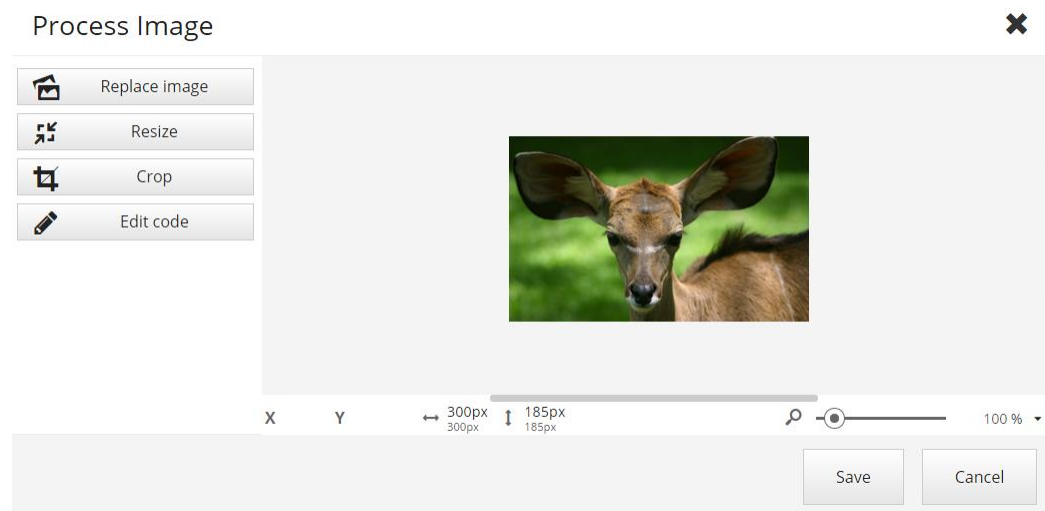 Process Image
Replace image
Resize
Crop
Edit code
X Y 300px 185px 100 %
300px 185px
Save Cancel